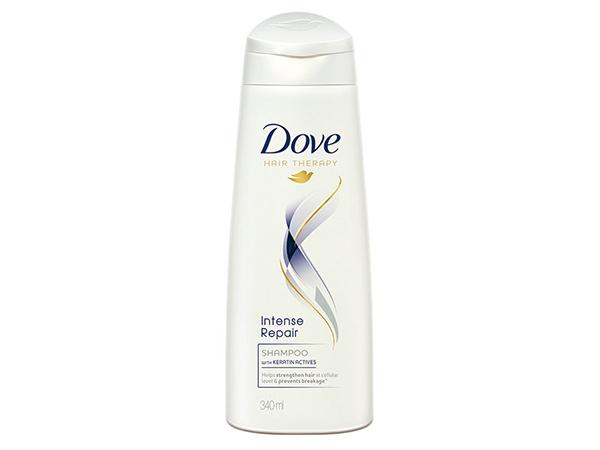 Dove
HAIR THERAPY
Intense
Repair
SHAMPOO
WITH KERATIN ACTIVES
Helps strengthen hair at cellular
level & prevents breakage*
340ml